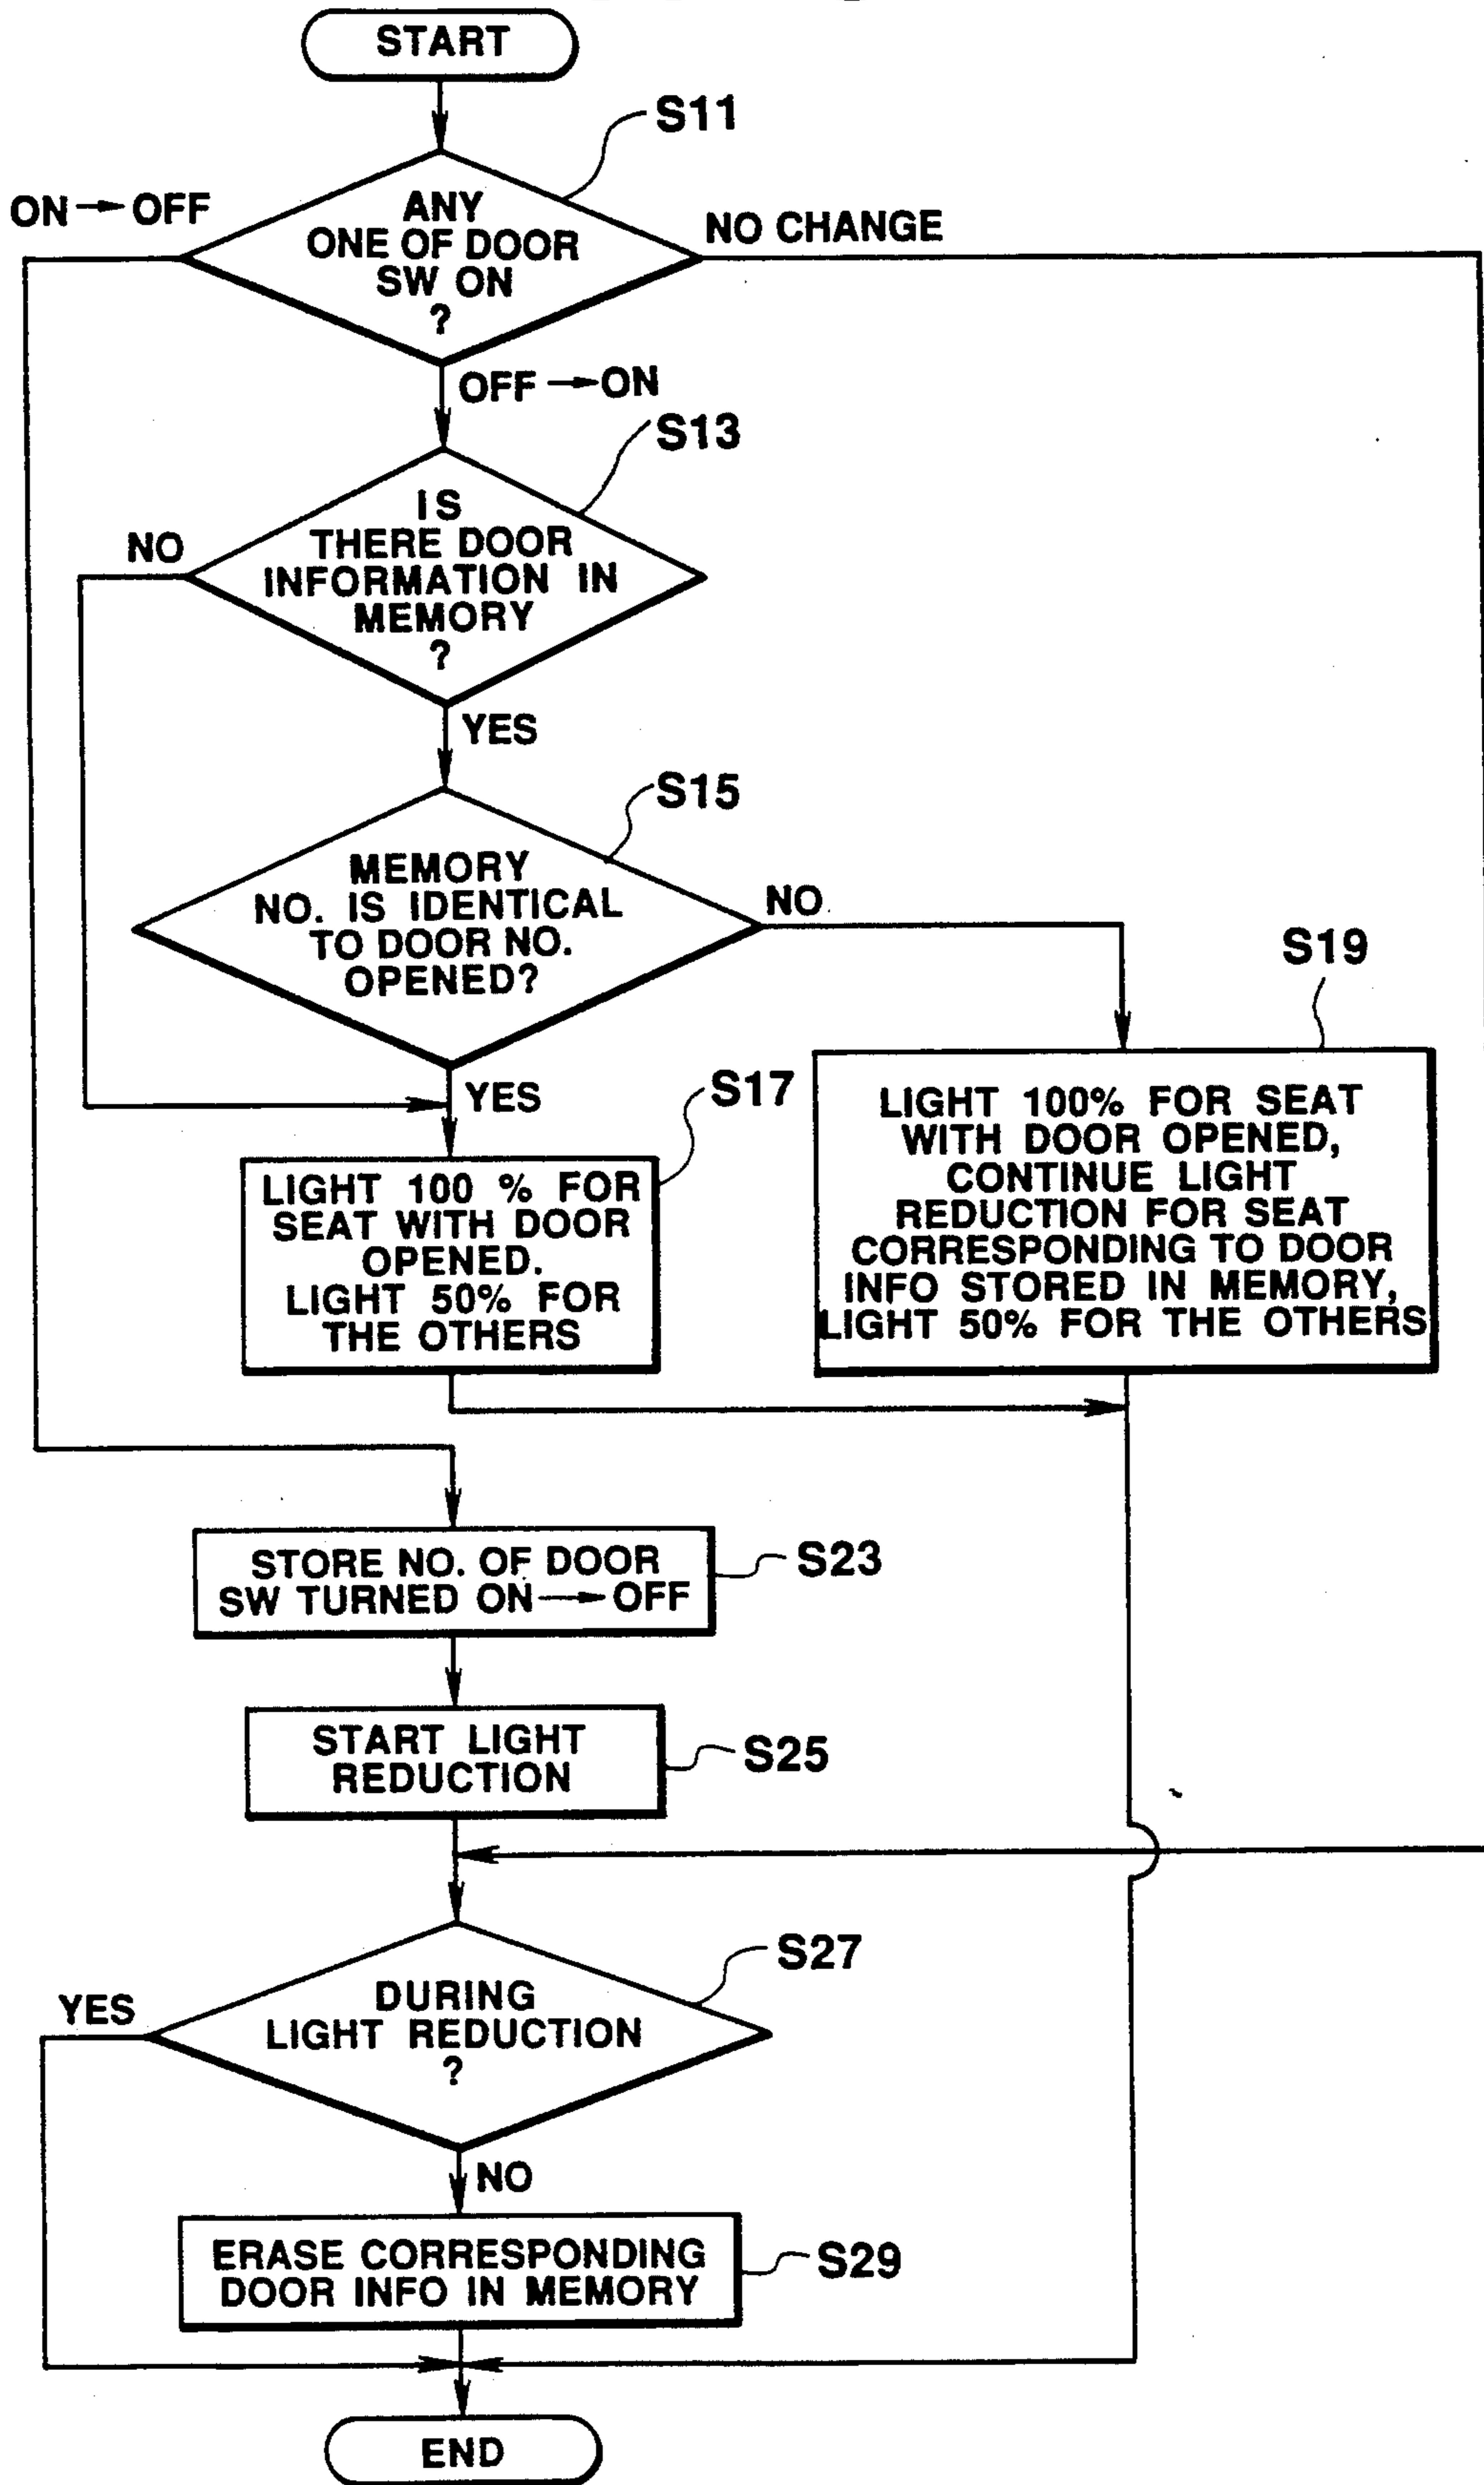 START
S11
ON → OFF
ANY
ONE OF DOOR
SW ON
?
NO CHANGE
OFF → ON
S13
IS
THERE DOOR
INFORMATION IN
MEMORY
?
NO
YES
S15
MEMORY
NO. IS IDENTICAL
TO DOOR NO.
OPENED?
NO
S19
YES
S17
LIGHT 100% FOR SEAT
WITH DOOR OPENED,
CONTINUE LIGHT
REDUCTION FOR SEAT
CORRESPONDING TO DOOR
INFO STORED IN MEMORY,
LIGHT 50% FOR THE OTHERS
LIGHT 100 % FOR
SEAT WITH DOOR
OPENED.
LIGHT 50% FOR
THE OTHERS
STORE NO. OF DOOR
SW TURNED ON → OFF
S23
START LIGHT
REDUCTION
S25
S27
YES
DURING
LIGHT REDUCTION
?
NO
ERASE CORRESPONDING
DOOR INFO IN MEMORY
S29
END